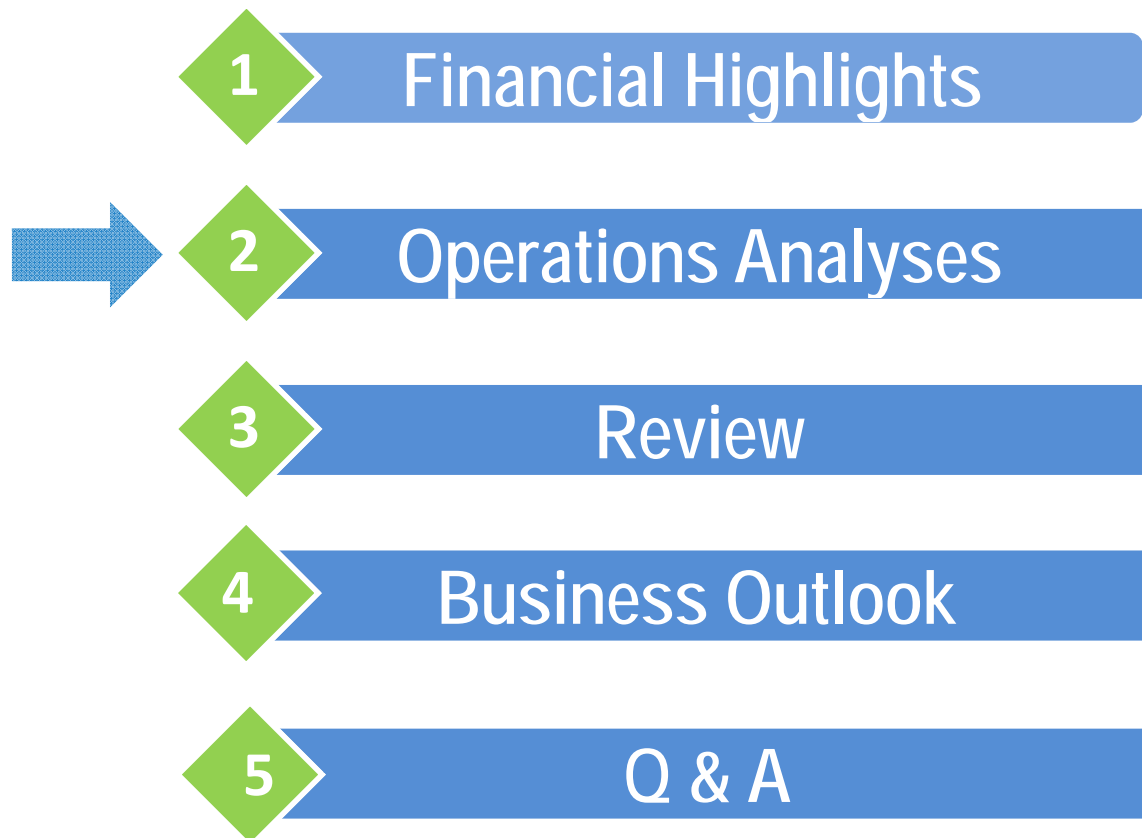 1 Financial Highlights
2 Operations Analyses
3 Review
4 Business Outlook
5 Q & A